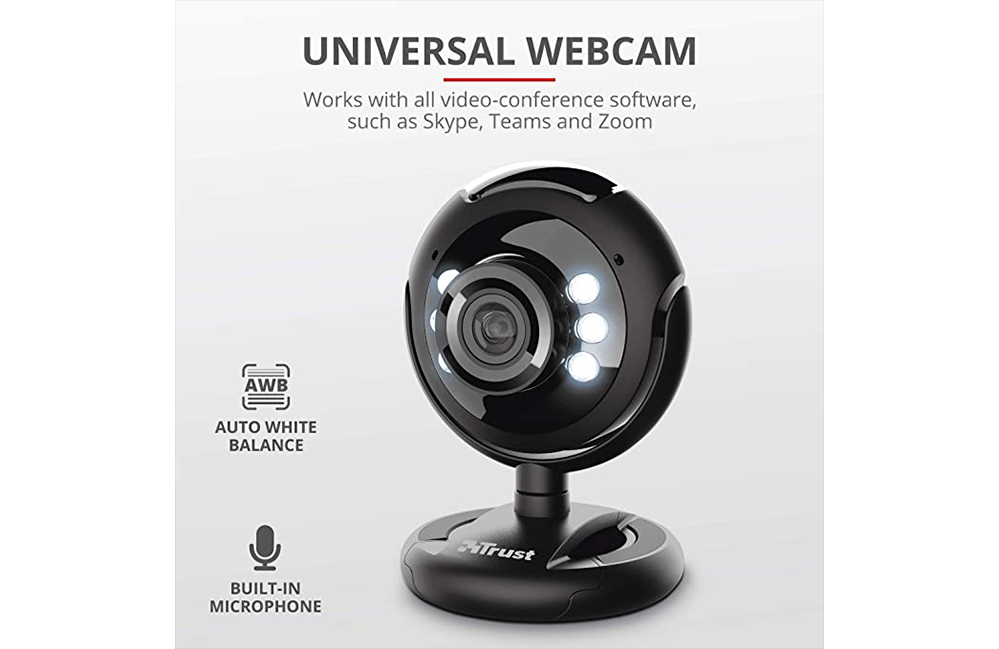 UNIVERSAL WEBCAM
Works with all video-conference software,
such as Skype, Teams and Zoom
AWB
AUTO WHITE
BALANCE
BUILT-IN
MICROPHONE
Trust